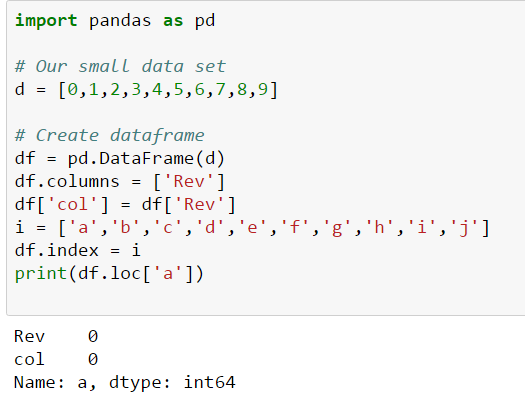 import pandas as pd
# Our small data set
d = [0,1,2,3,4,5,6,7,8,9]
# Create dataframe
df = pd.DataFrame(d)
df.columns = ['Rev']
df['col'] = df['Rev']
i = ['a','b','c','d','e','f','g','h','i','j']
df.index = i
print(df.loc['a'])
Rev    0
col    0
Name: a, dtype: int64